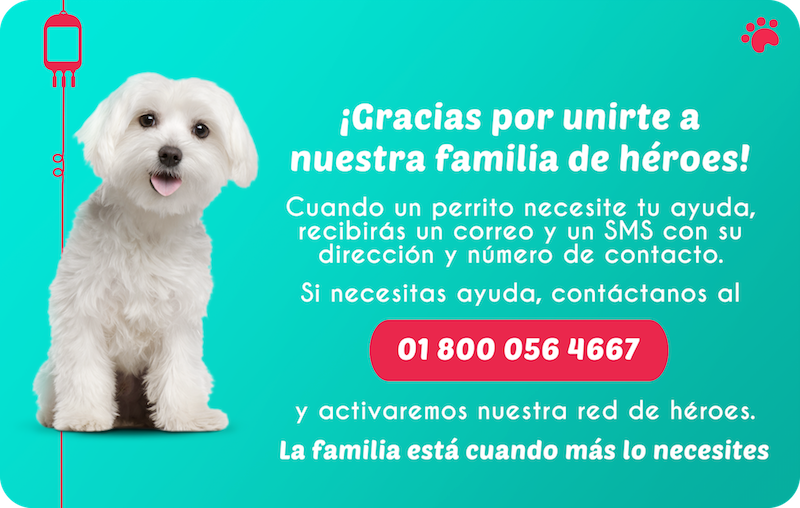 ¡Gracias por unirte a
nuestra familia de héroes!
Cuando un perrito necesite tu ayuda,
recibirás un correo y un SMS con su
dirección y número de contacto.
Si necesitas ayuda, contáctanos al
01 800 056 4667
y activaremos nuestra red de héroes.
La familia está cuando más lo necesites